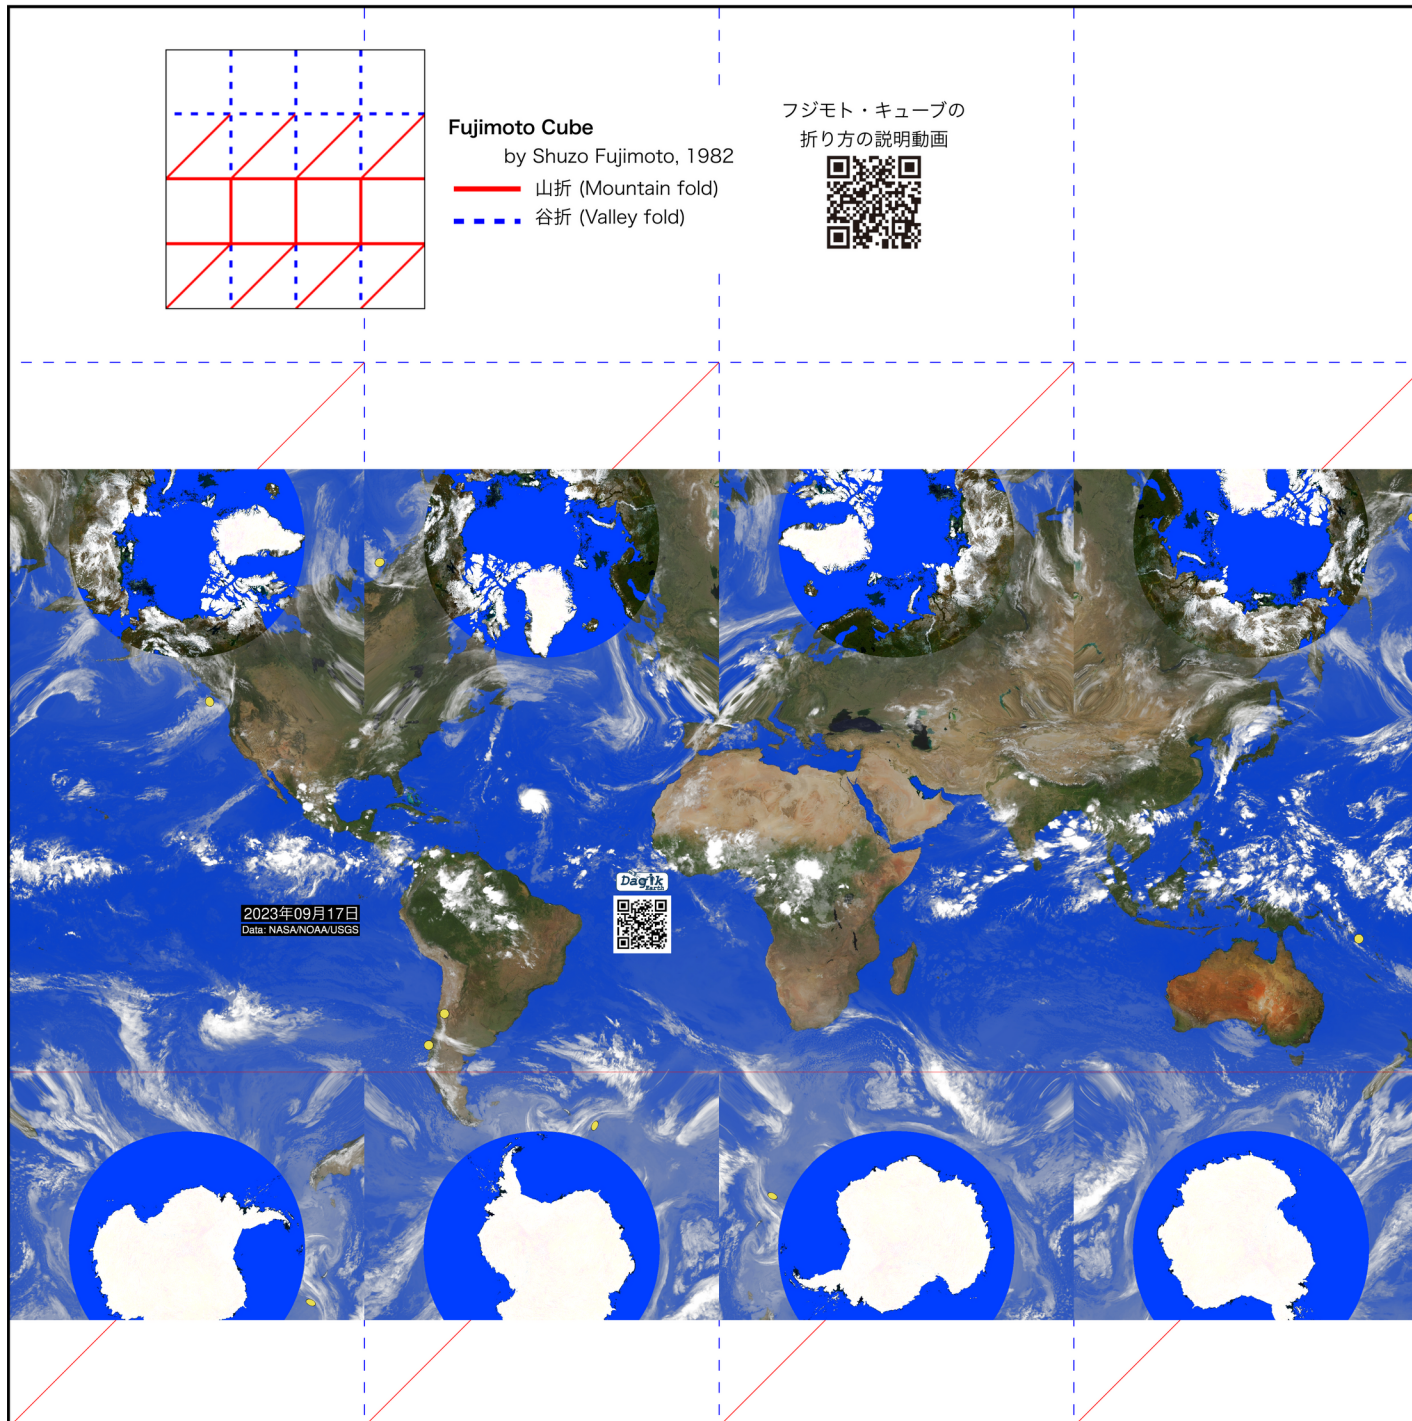 Fujimoto Cube
by Shuzo Fujimoto, 1982
山折 (Mountain fold)
谷折 (Valley fold)
フジモト・キューブの
折り方の説明動画
Dagik
Earth
2023年09月17日
Data: NASA/NOAA/USGS